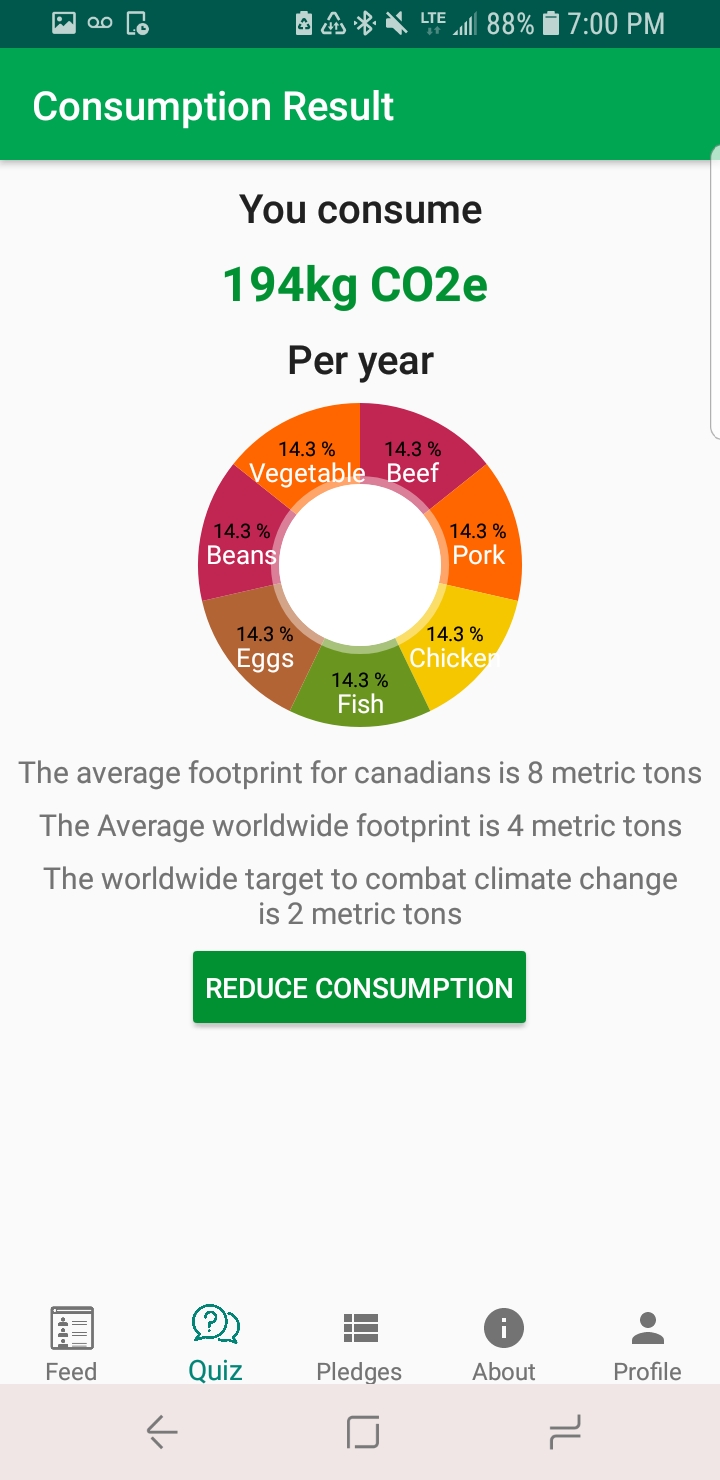 LTE 88% 7:00 PM
Consumption Result
You consume
194kg CO2e
Per year
14.3 %
Vegetable
14.3 %
Beef
14.3 %
Beans
14.3 %
Pork
14.3 %
Eggs
14.3 %
Chicken
14.3 %
Fish
The average footprint for canadians is 8 metric tons
The Average worldwide footprint is 4 metric tons
The worldwide target to combat climate change
is 2 metric tons
REDUCE CONSUMPTION
Feed
Quiz
Pledges
About
Profile